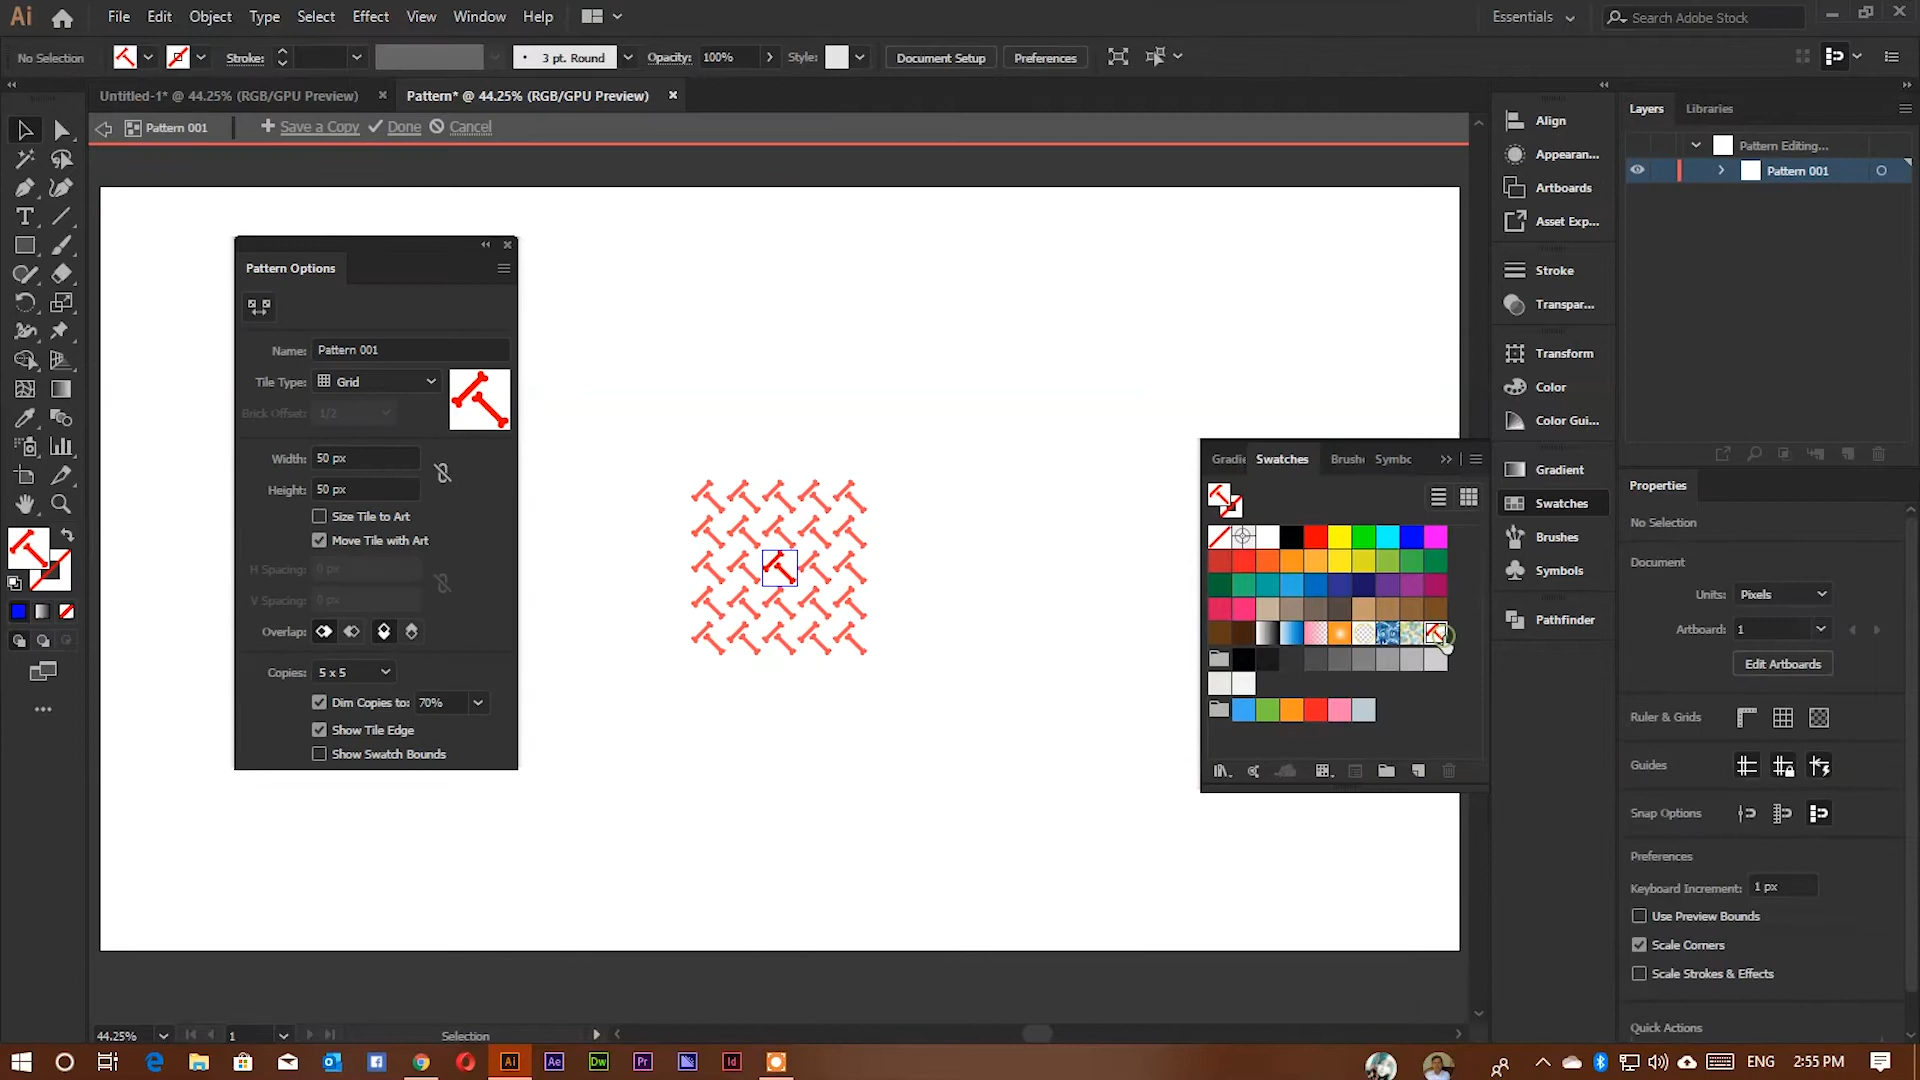 Ai File Edit Object Type Select Effect View Window Help Essentials Search Adobe Stock
No Selection Stroke: 3 pt. Round Opacity: 100% Style: Document Setup Preferences
Untitled-1* @ 44.25% (RGB/GPU Preview) Pattern* @ 44.25% (RGB/GPU Preview)
Pattern 001 Save a Copy Done Cancel
Pattern Options
Name: Pattern 001
Tile Type: Grid
Brick Offset: 1/2
Width: 50 px
Height: 50 px
Size Tile to Art
Move Tile with Art
H Spacing: 0 px
V Spacing: 0 px
Overlap:
Copies: 5 x 5
Dim Copies to: 70%
Show Tile Edge
Show Swatch Bounds
Gradie Swatches Brushe Symbc
Align
Appearan...
Artboards
Asset Exp...
Stroke
Transpar...
Transform
Color
Color Gui...
Gradient
Swatches
Brushes
Symbols
Pathfinder
Layers Libraries
Pattern Editing...
Pattern 001
Properties
No Selection
Document
Units: Pixels
Artboard: 1
Edit Artboards
Ruler & Grids
Guides
Snap Options
Preferences
Keyboard Increment: 1 px
Use Preview Bounds
Scale Corners
Scale Strokes & Effects
Quick Actions
44.25% 1 Selection
Ai Ae Dw Pr Id ENG 2:55 PM